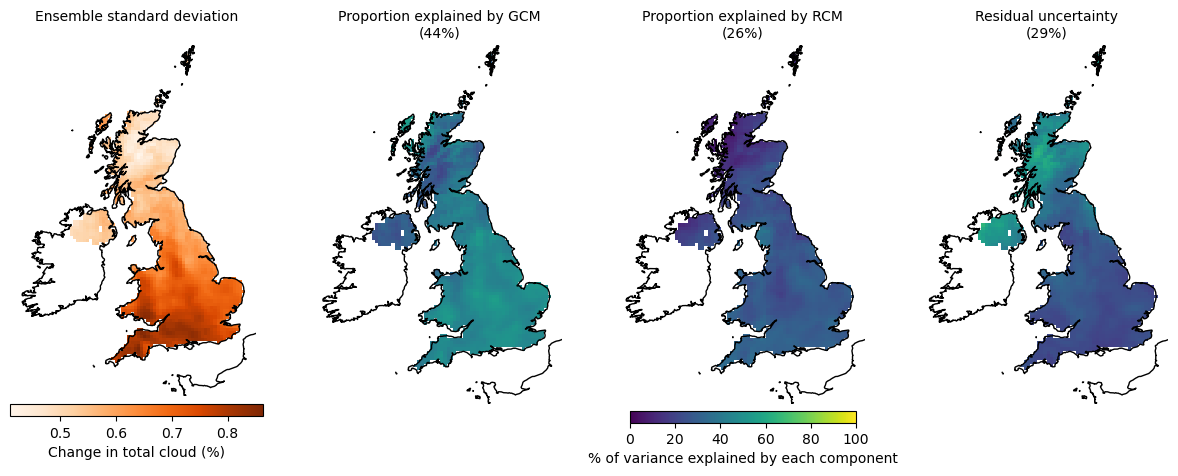 Ensemble standard deviation
Proportion explained by GCM
(44%)
Proportion explained by RCM
(26%)
Residual uncertainty
(29%)
0.5 0.6 0.7 0.8
Change in total cloud (%)
0 20 40 60 80 100
% of variance explained by each component